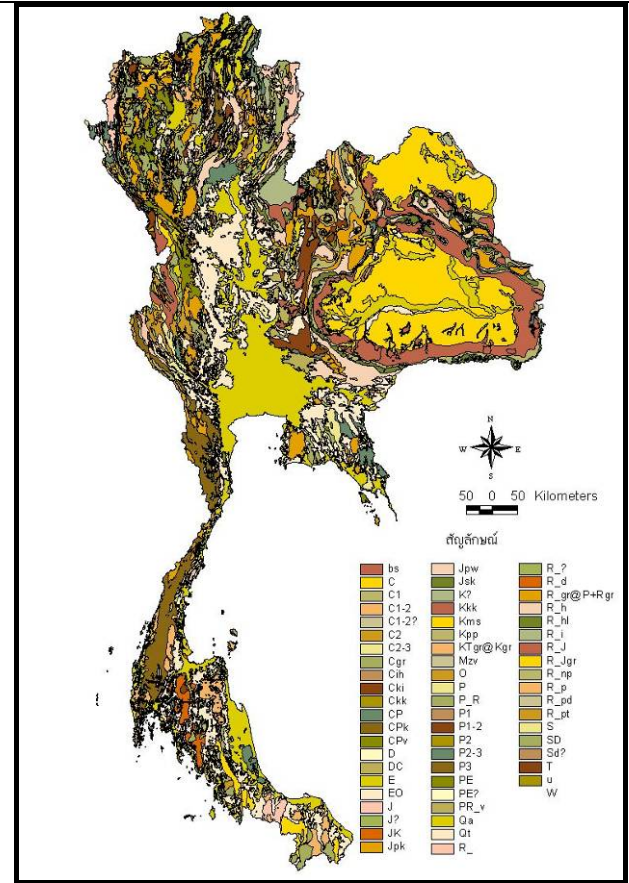 N
W E
S
50 0 50 Kilometers
สัญลักษณ์
bs
C
C1
C1-2
C1-2?
C2
C2-3
Cgr
Cih
Cki
Ckk
CP
CPk
CPv
D
DC
E
EO
J
J?
JK
Jpk
Jpw
Jsk
K?
Kkk
Kms
Kpp
KTgr@Kgr
Mzv
O
P
P_R
P1
P1-2
P2
P2-3
P3
PE
PE?
PR_v
Qa
Qt
R_
R_?
R_d
R_gr@P+Rgr
R_h
R_hl
R_i
R_J
R_Jgr
R_np
R_p
R_pd
R_pt
S
SD
Sd?
T
u
W